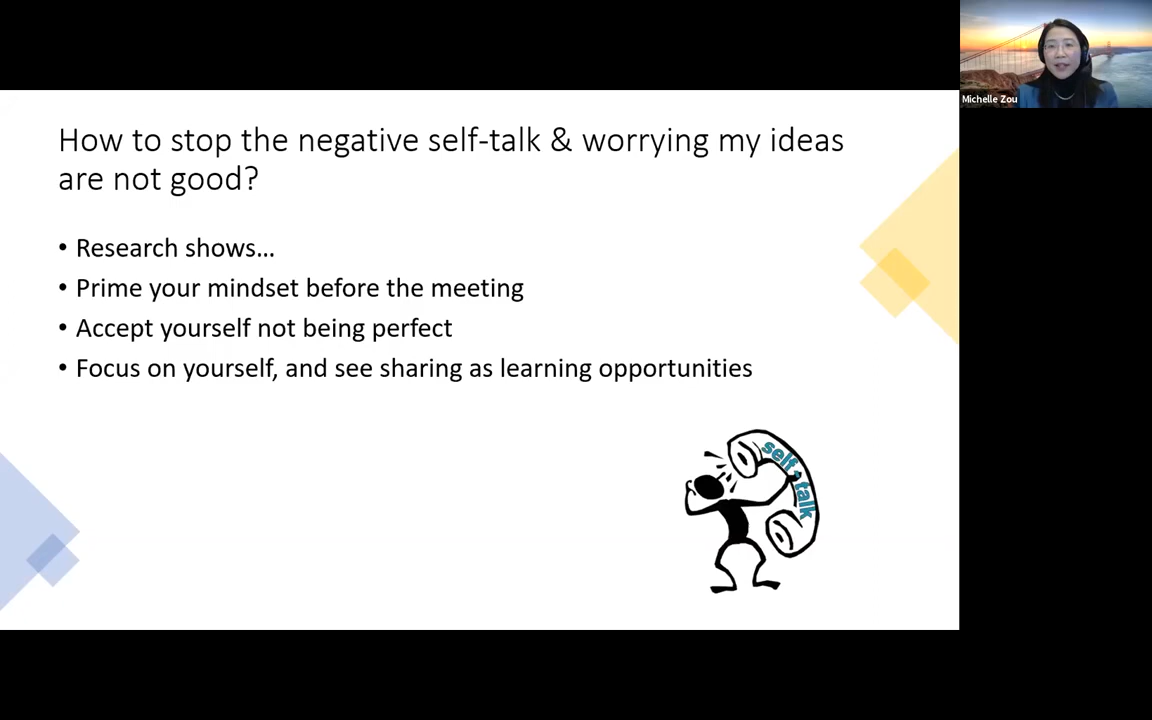 Michelle Zou
How to stop the negative self-talk & worrying my ideas
are not good?
• Research shows...
• Prime your mindset before the meeting
• Accept yourself not being perfect
• Focus on yourself, and see sharing as learning opportunities
self-talk